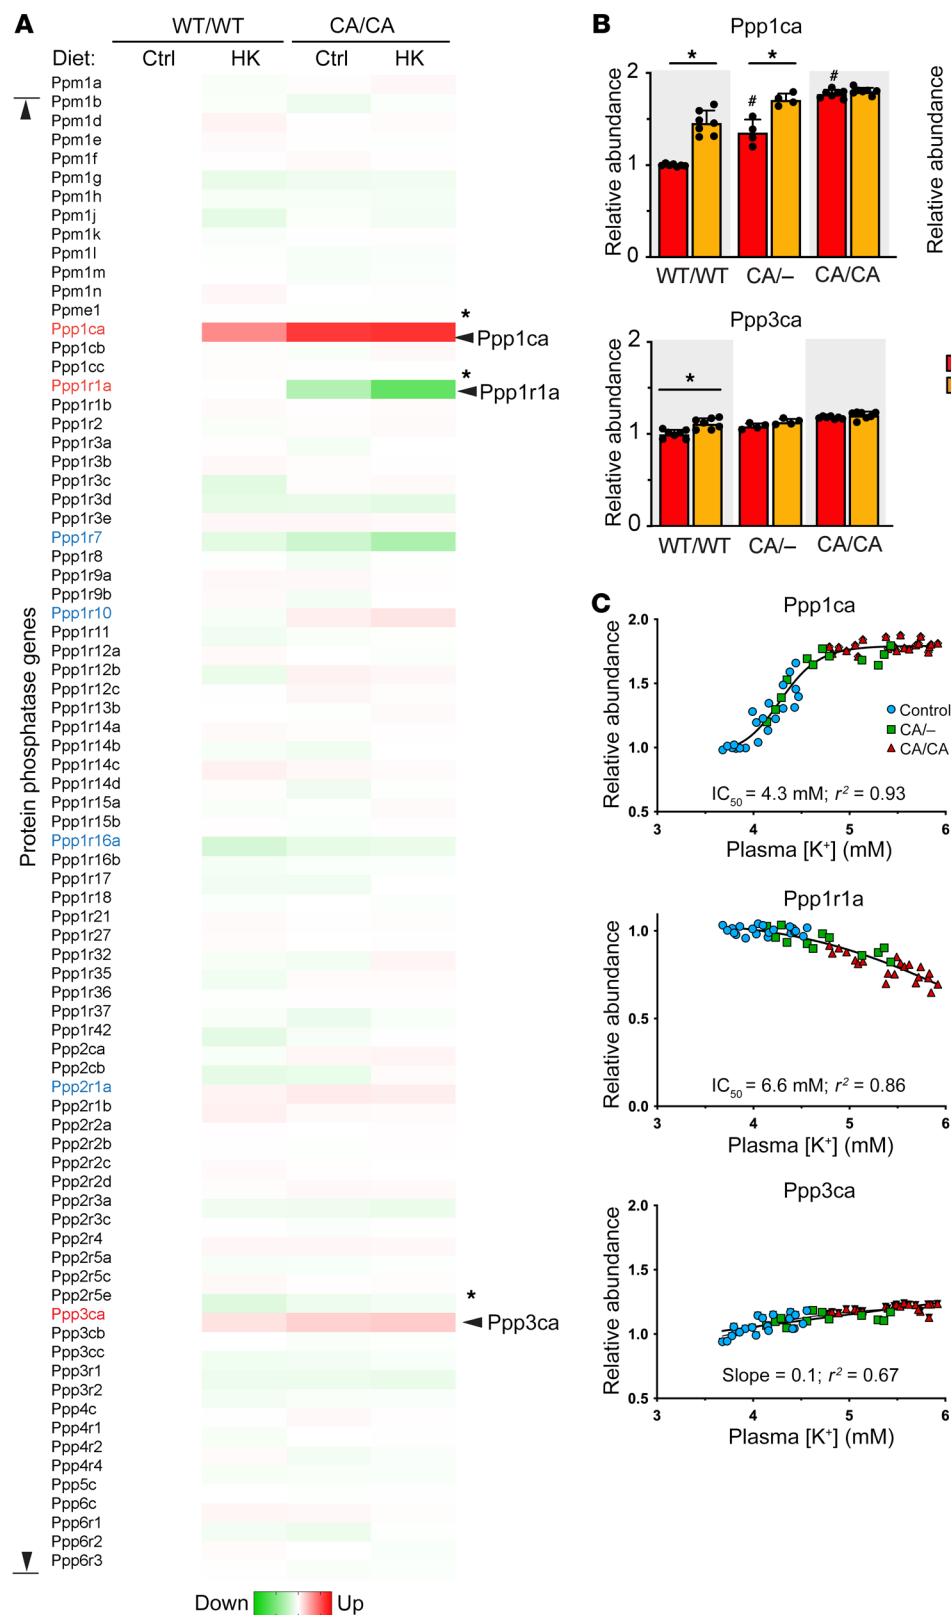 A
WT/WT
CA/CA
Diet:
Ctrl
HK
Ctrl
HK
Protein phosphatase genes
Ppm1a
Ppm1b
Ppm1d
Ppm1e
Ppm1f
Ppm1g
Ppm1h
Ppm1j
Ppm1k
Ppm1l
Ppm1m
Ppm1n
Ppme1
*
Ppp1ca
Ppp1ca
Ppp1cb
Ppp1cc
*
Ppp1r1a
Ppp1r1a
Ppp1r1b
Ppp1r2
Ppp1r3a
Ppp1r3b
Ppp1r3c
Ppp1r3d
Ppp1r3e
Ppp1r7
Ppp1r8
Ppp1r9a
Ppp1r9b
Ppp1r10
Ppp1r11
Ppp1r12a
Ppp1r12b
Ppp1r12c
Ppp1r13b
Ppp1r14a
Ppp1r14b
Ppp1r14c
Ppp1r14d
Ppp1r15a
Ppp1r15b
Ppp1r16a
Ppp1r16b
Ppp1r17
Ppp1r18
Ppp1r21
Ppp1r27
Ppp1r32
Ppp1r35
Ppp1r36
Ppp1r37
Ppp1r42
Ppp2ca
Ppp2cb
Ppp2r1a
Ppp2r1b
Ppp2r2a
Ppp2r2b
Ppp2r2c
Ppp2r2d
Ppp2r3a
Ppp2r3c
Ppp2r4
Ppp2r5a
Ppp2r5c
Ppp2r5e
*
Ppp3ca
Ppp3ca
Ppp3cb
Ppp3cc
Ppp3r1
Ppp3r2
Ppp4c
Ppp4r1
Ppp4r2
Ppp4r4
Ppp5c
Ppp6c
Ppp6r1
Ppp6r2
Ppp6r3
Down
Up
B
Ppp1ca
Relative abundance
2
1
0
*
*
#
#
WT/WT
CA/–
CA/CA
Relative abundance
Ppp3ca
Relative abundance
2
1
0
*
WT/WT
CA/–
CA/CA
C
Ppp1ca
Relative abundance
2.0
1.5
1.0
0.5
Control
CA/–
CA/CA
IC50 = 4.3 mM; r² = 0.93
3 4 5 6
Plasma [K⁺] (mM)
Ppp1r1a
Relative abundance
1.0
0.5
0.0
IC50 = 6.6 mM; r² = 0.86
3 4 5 6
Plasma [K⁺] (mM)
Ppp3ca
Relative abundance
2.0
1.5
1.0
0.5
Slope = 0.1; r² = 0.67
3 4 5 6
Plasma [K⁺] (mM)